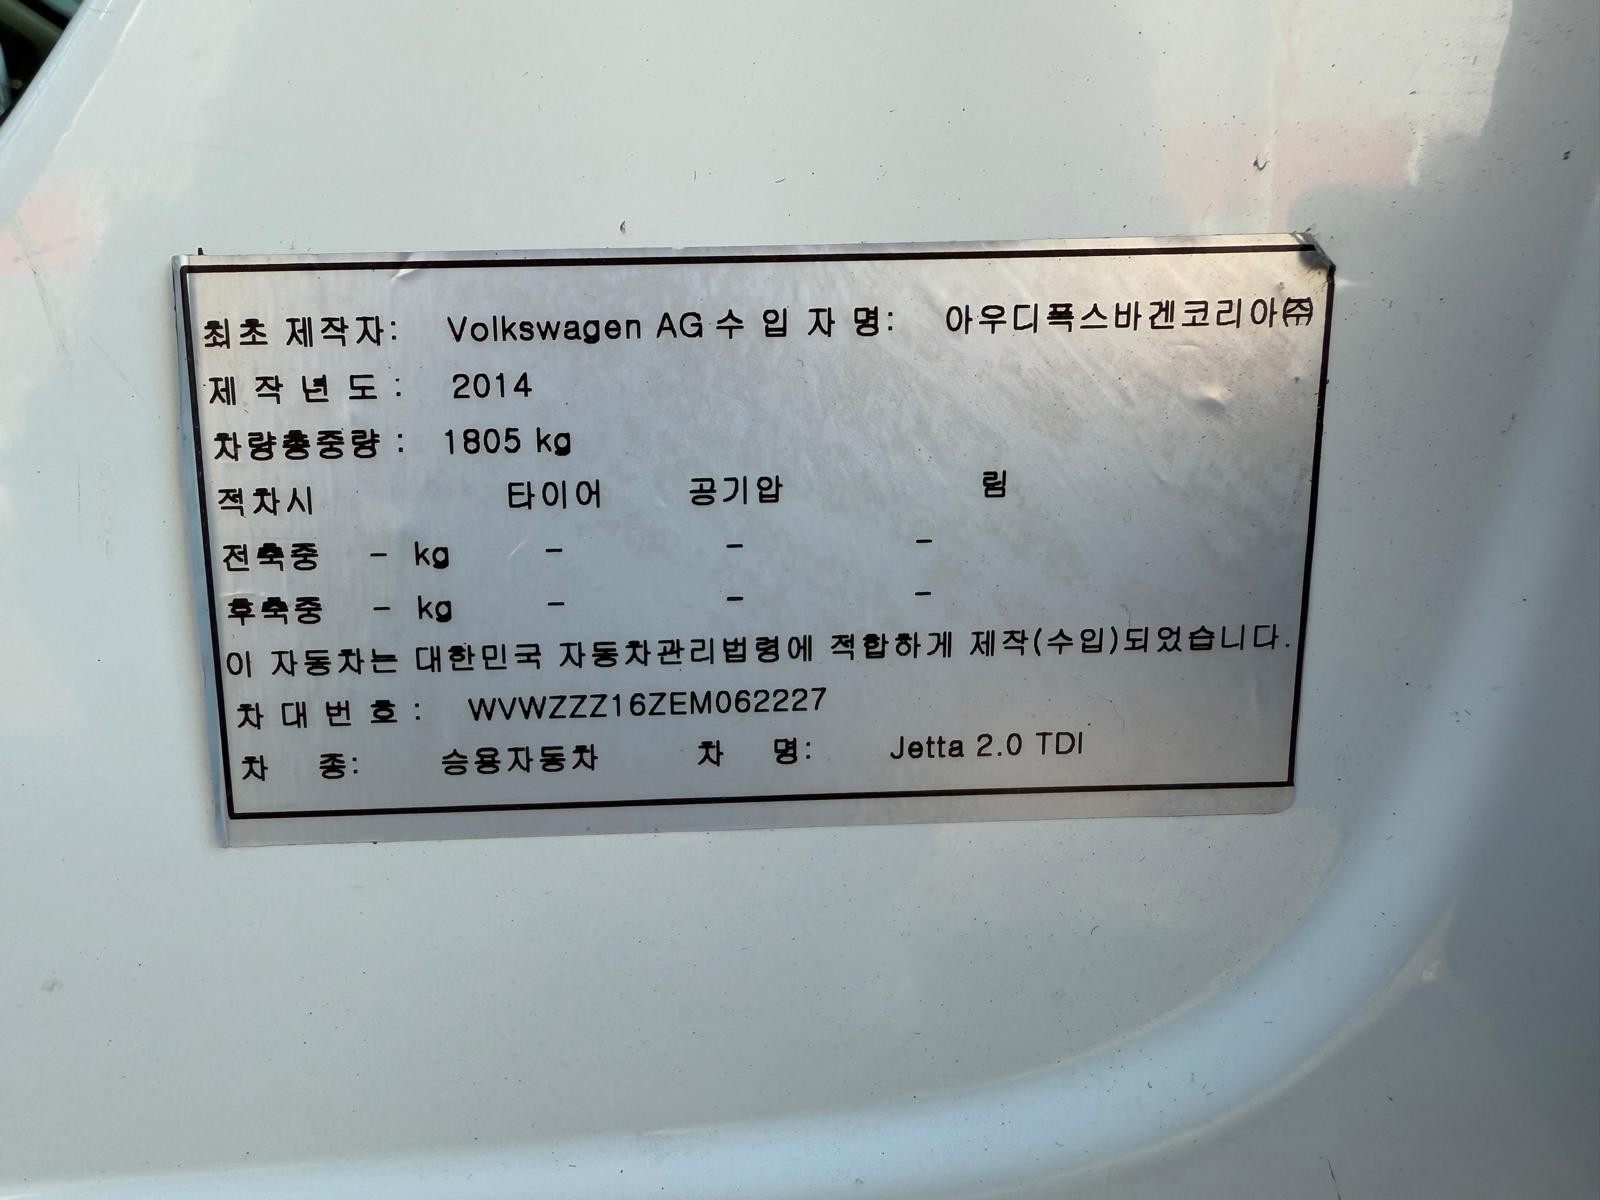 최초 제작자: Volkswagen AG 수 입 자 명: 아우디폭스바겐코리아㈜
제 작 년 도 : 2014
차량총중량 : 1805 kg
적차시 타이어 공기압 림
전축중 - kg - - -
후축중 - kg - - -
이 자동차는 대한민국 자동차관리법령에 적합하게 제작(수입)되었습니다.
차 대 번 호 : WVWZZZ16ZEM062227
차 종: 승용자동차 차 명: Jetta 2.0 TDI